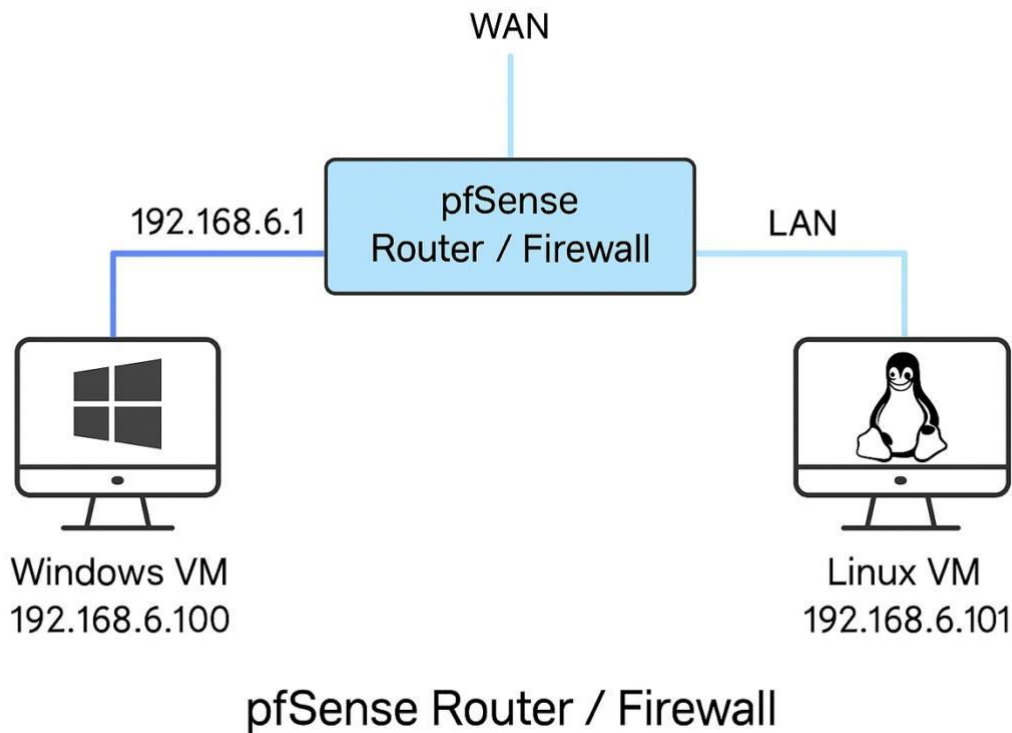 WAN
pfSense
Router / Firewall
192.168.6.1
LAN
Windows VM
192.168.6.100
Linux VM
192.168.6.101
pfSense Router / Firewall